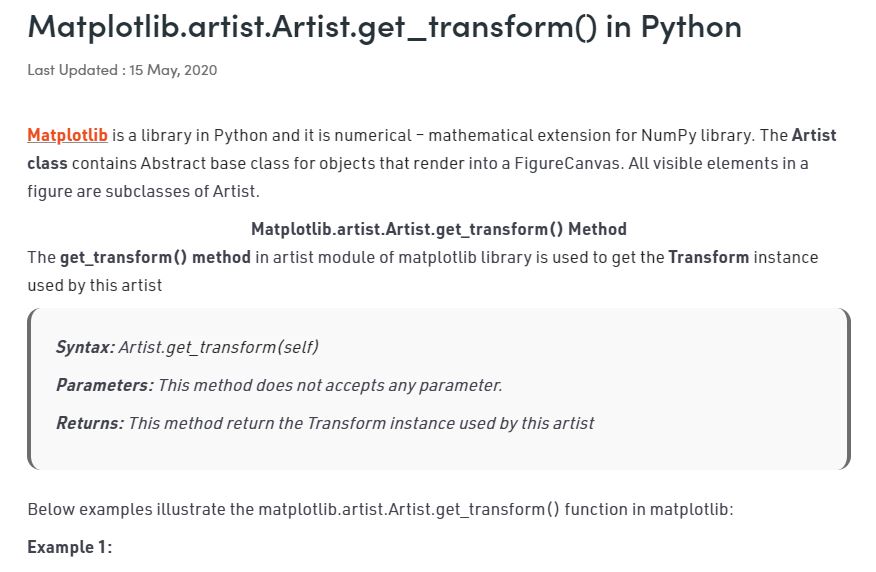 Matplotlib.artist.Artist.get_transform() in Python
Last Updated : 15 May, 2020
Matplotlib is a library in Python and it is numerical – mathematical extension for NumPy library. The Artist
class contains Abstract base class for objects that render into a FigureCanvas. All visible elements in a
figure are subclasses of Artist.
Matplotlib.artist.Artist.get_transform() Method
The get_transform() method in artist module of matplotlib library is used to get the Transform instance
used by this artist
Syntax: Artist.get_transform(self)
Parameters: This method does not accepts any parameter.
Returns: This method return the Transform instance used by this artist
Below examples illustrate the matplotlib.artist.Artist.get_transform() function in matplotlib:
Example 1: